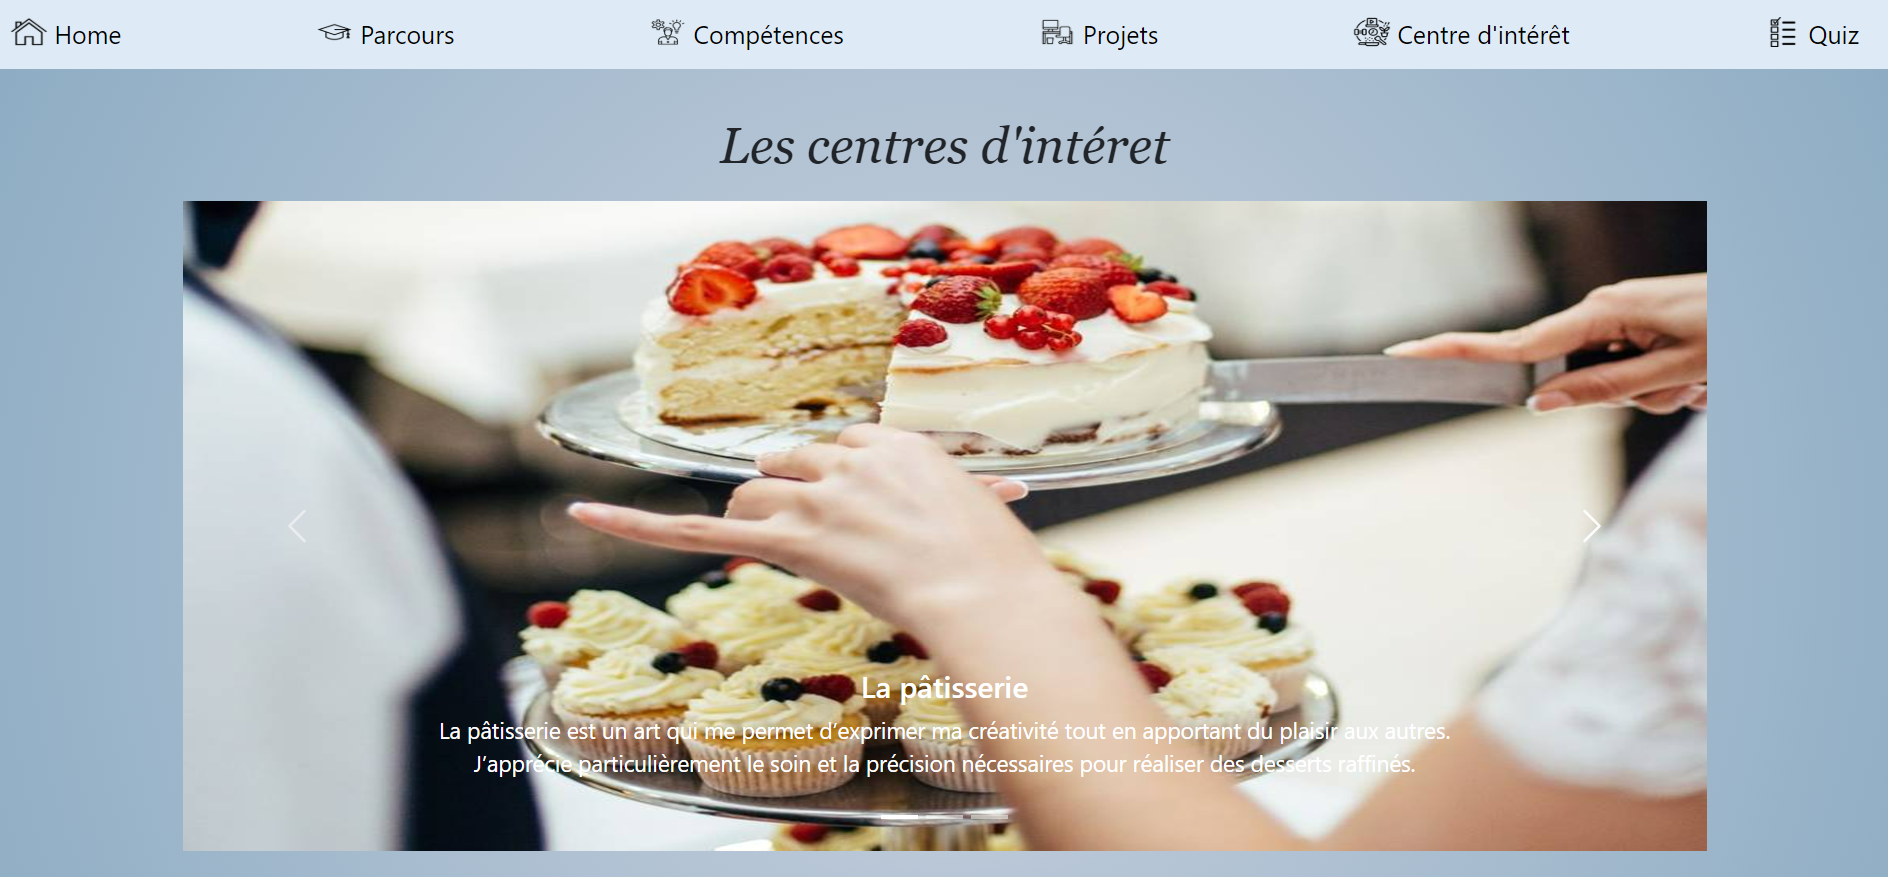 Home
Parcours
Compétences
Projets
Centre d'intérêt
Quiz
Les centres d'intéret
La pâtisserie
La pâtisserie est un art qui me permet d’exprimer ma créativité tout en apportant du plaisir aux autres.
J’apprécie particulièrement le soin et la précision nécessaires pour réaliser des desserts raffinés.